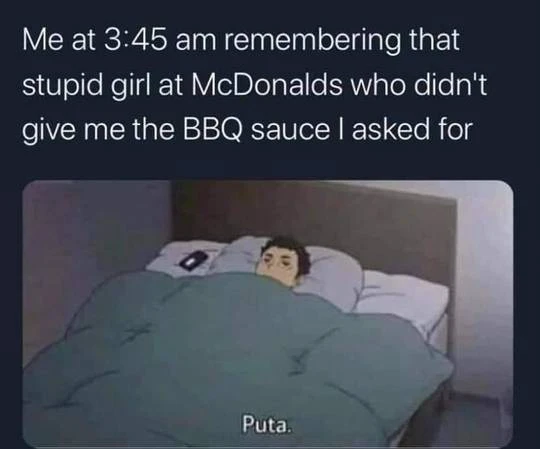 Me at 3:45 am remembering that
stupid girl at McDonalds who didn't
give me the BBQ sauce I asked for
Puta.